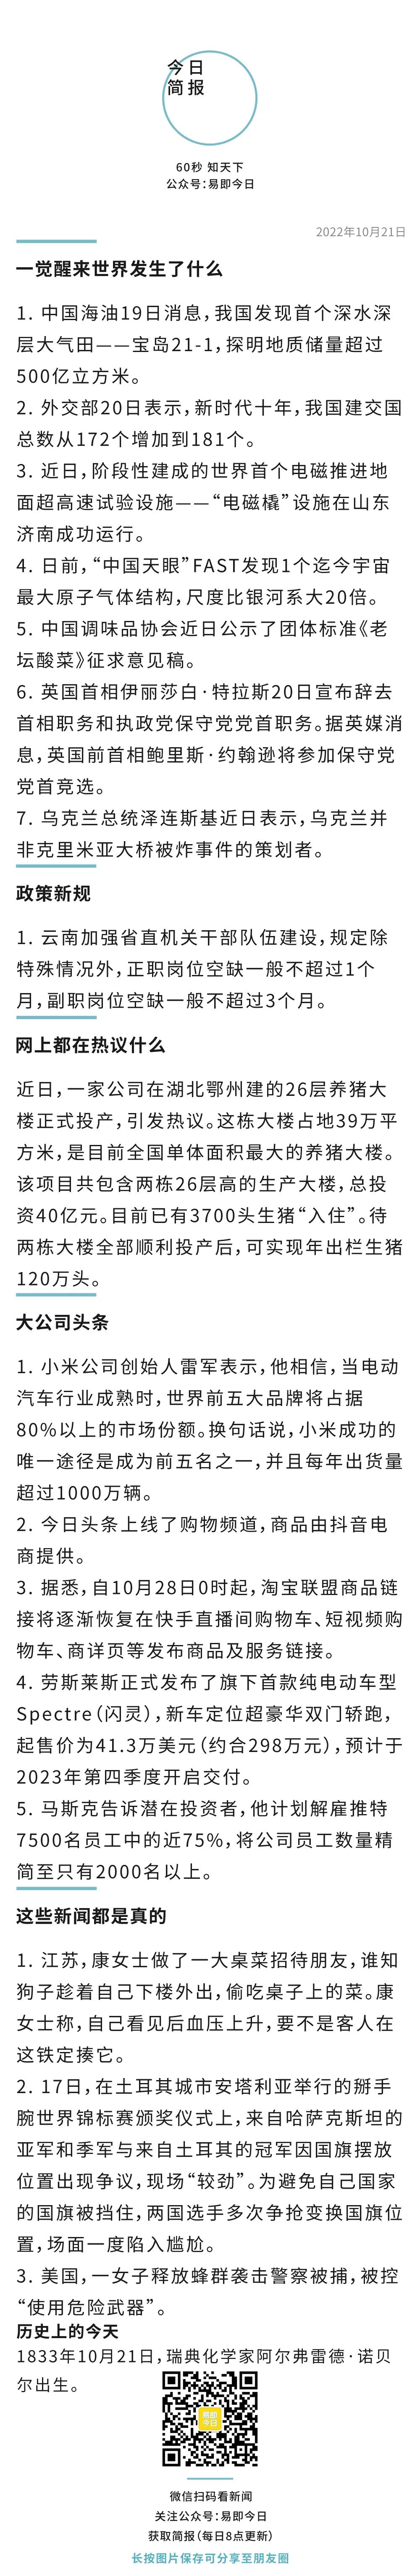 今日
简报
60秒 知天下
公众号：易即今日
2022年10月21日
一觉醒来世界发生了什么
1. 中国海油19日消息，我国发现首个深水深
层大气田——宝岛21-1，探明地质储量超过
500亿立方米。
2. 外交部20日表示，新时代十年，我国建交国
总数从172个增加到181个。
3. 近日，阶段性建成的世界首个电磁推进地
面超高速试验设施——“电磁橇”设施在山东
济南成功运行。
4. 日前，“中国天眼”FAST发现1个迄今宇宙
最大原子气体结构，尺度比银河系大20倍。
5. 中国调味品协会近日公示了团体标准《老
坛酸菜》征求意见稿。
6. 英国首相伊丽莎白·特拉斯20日宣布辞去
首相职务和执政党保守党党首职务。据英媒消
息，英国前首相鲍里斯·约翰逊将参加保守党
党首竞选。
7. 乌克兰总统泽连斯基近日表示，乌克兰并
非克里米亚大桥被炸事件的策划者。
政策新规
1. 云南加强省直机关干部队伍建设，规定除
特殊情况外，正职岗位空缺一般不超过1个
月，副职岗位空缺一般不超过3个月。
网上都在热议什么
近日，一家公司在湖北鄂州建的26层养猪大
楼正式投产，引发热议。这栋大楼占地39万平
方米，是目前全国单体面积最大的养猪大楼。
该项目共包含两栋26层高的生产大楼，总投
资40亿元。目前已有3700头生猪“入住”。待
两栋大楼全部顺利投产后，可实现年出栏生猪
120万头。
大公司头条
1. 小米公司创始人雷军表示，他相信，当电动
汽车行业成熟时，世界前五大品牌将占据
80%以上的市场份额。换句话说，小米成功的
唯一途径是成为前五名之一，并且每年出货量
超过1000万辆。
2. 今日头条上线了购物频道，商品由抖音电
商提供。
3. 据悉，自10月28日0时起，淘宝联盟商品链
接将逐渐恢复在快手直播间购物车、短视频购
物车、商详页等发布商品及服务链接。
4. 劳斯莱斯正式发布了旗下首款纯电动车型
Spectre（闪灵），新车定位超豪华双门轿跑，
起售价为41.3万美元（约合298万元），预计于
2023年第四季度开启交付。
5. 马斯克告诉潜在投资者，他计划解雇推特
7500名员工中的近75%，将公司员工数量精
简至只有2000名以上。
这些新闻都是真的
1. 江苏，康女士做了一大桌菜招待朋友，谁知
狗子趁着自己下楼外出，偷吃桌子上的菜。康
女士称，自己看见后血压上升，要不是客人在
这铁定揍它。
2. 17日，在土耳其城市安塔利亚举行的掰手
腕世界锦标赛颁奖仪式上，来自哈萨克斯坦的
亚军和季军与来自土耳其的冠军因国旗摆放
位置出现争议，现场“较劲”。为避免自己国家
的国旗被挡住，两国选手多次争抢变换国旗位
置，场面一度陷入尴尬。
3. 美国，一女子释放蜂群袭击警察被捕，被控
“使用危险武器”。
历史上的今天
1833年10月21日，瑞典化学家阿尔弗雷德·诺贝
尔出生。
易即
今日
微信扫码看新闻
关注公众号：易即今日
获取简报（每日8点更新）
长按图片保存可分享至朋友圈